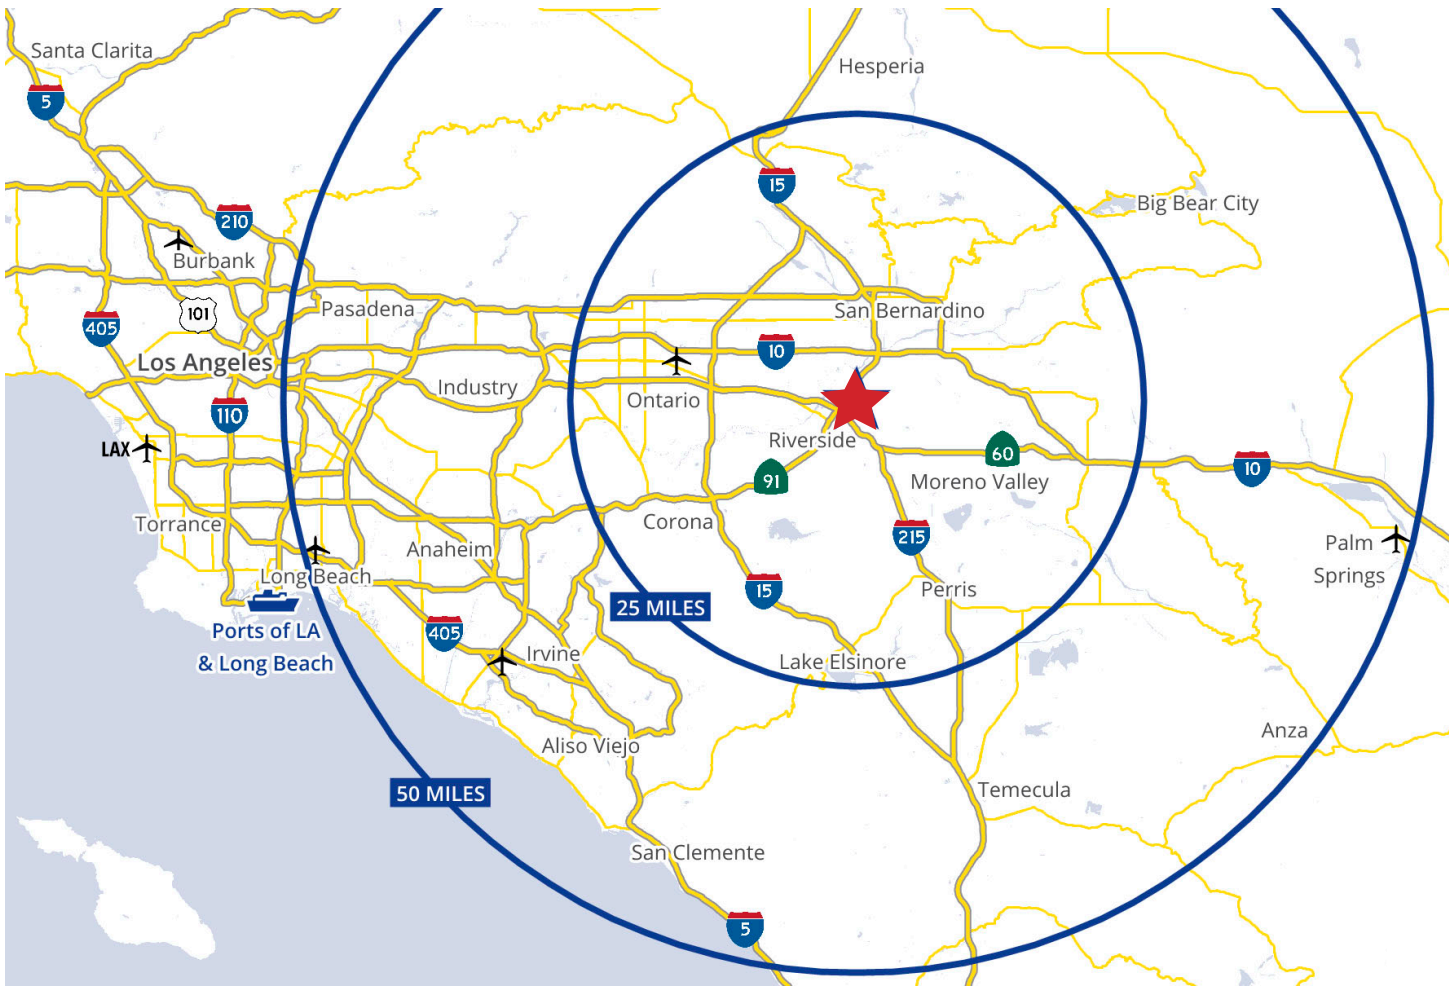 Santa Clarita
Hesperia
5
15
Big Bear City
210
Burbank
101
Pasadena
San Bernardino
405
10
Los Angeles
Industry
Ontario
110
LAX
Riverside
60
10
91
Moreno Valley
Torrance
Corona
215
Anaheim
Palm
Springs
Long Beach
15
Perris
25 MILES
Ports of LA
& Long Beach
405
Irvine
Lake Elsinore
Anza
Aliso Viejo
50 MILES
Temecula
San Clemente
5